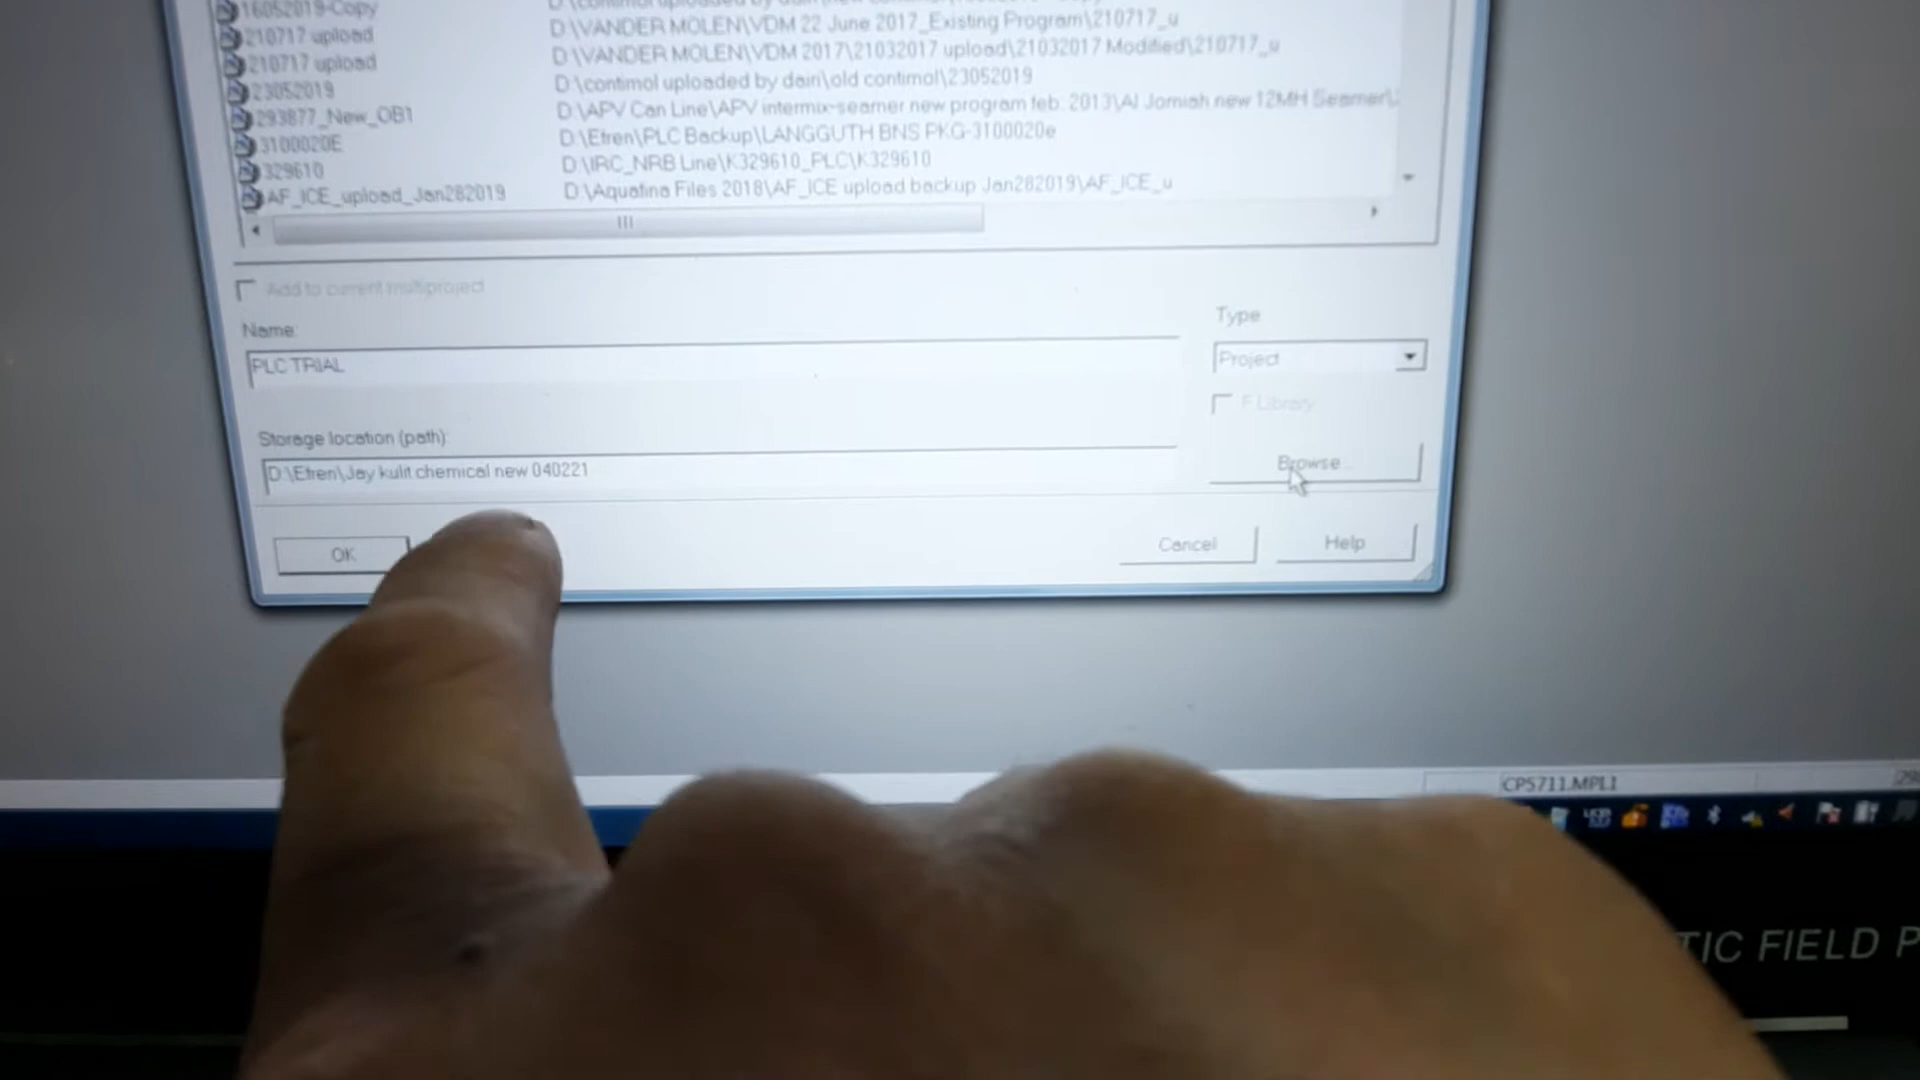 16052019-Copy
210717 upload D:\VANDER MOLEN\VDM 22 June 2017_Existing Program\210717_u
210717 upload D:\VANDER MOLEN\VDM 2017\21032017 upload\21032017 Modified\210717_u
23052019 D:\contimol uploaded by dain\old contimol\23052019
293877_New_OB1 D:\APV Can Line\APV intermix-seamer new program feb. 2013\Al Jomiah new 12MH Seamer\
3100020E D:\Efren\PLC Backup\LANGGUTH BNS PKG-3100020e
329610 D:\IRC_NRB Line\K329610_PLC\K329610
AF_ICE_upload_Jan282019 D:\Aquafina Files 2018\AF_ICE upload backup Jan282019\AF_ICE_u
Add to current multiproject
Name:
Type
PLC TRIAL
Project
F Library
Storage location (path):
D:\Efren\Jay kulit chemical new 040221
Browse...
OK
Cancel
Help
CP5711.MPI.1
TIC FIELD P